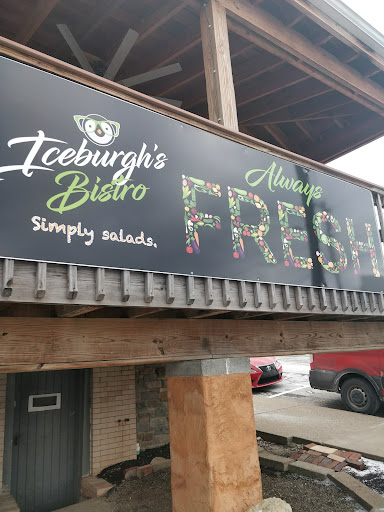 Iceburgh's
Bistro
Simply salads.
Always
FRESH